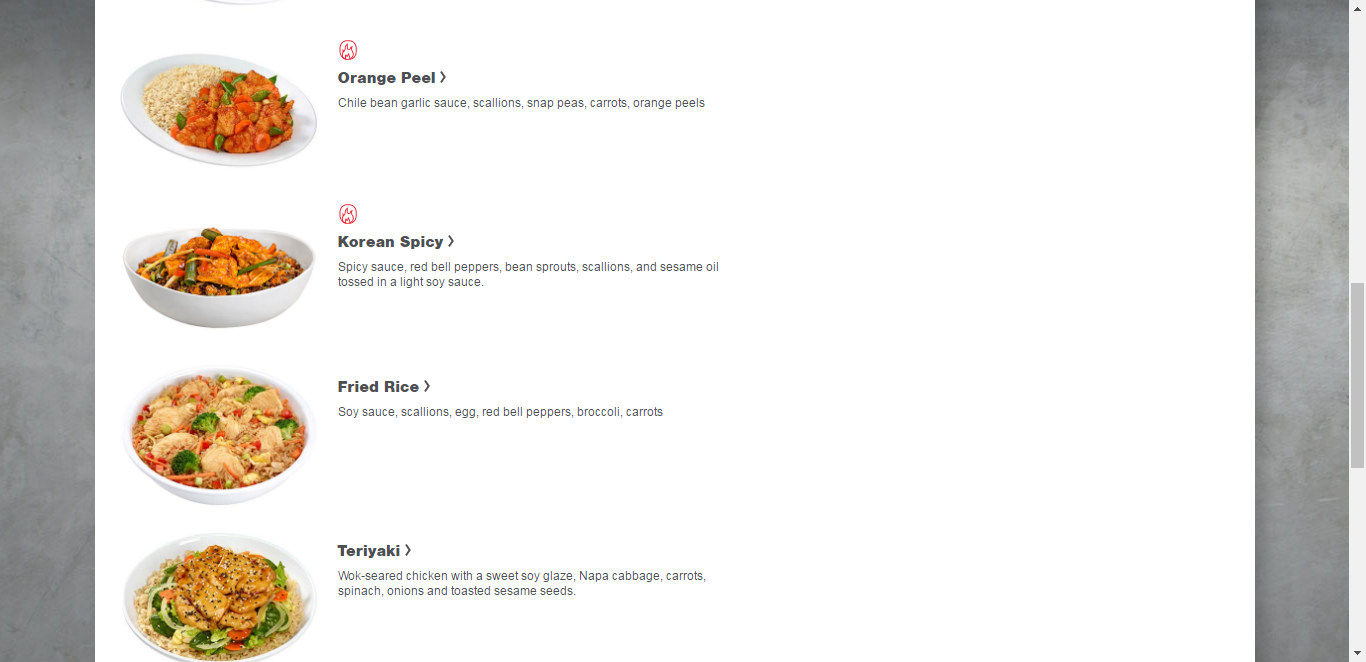 Orange Peel >
Chile bean garlic sauce, scallions, snap peas, carrots, orange peels
Korean Spicy >
Spicy sauce, red bell peppers, bean sprouts, scallions, and sesame oil
tossed in a light soy sauce.
Fried Rice >
Soy sauce, scallions, egg, red bell peppers, broccoli, carrots
Teriyaki >
Wok-seared chicken with a sweet soy glaze, Napa cabbage, carrots,
spinach, onions and toasted sesame seeds.